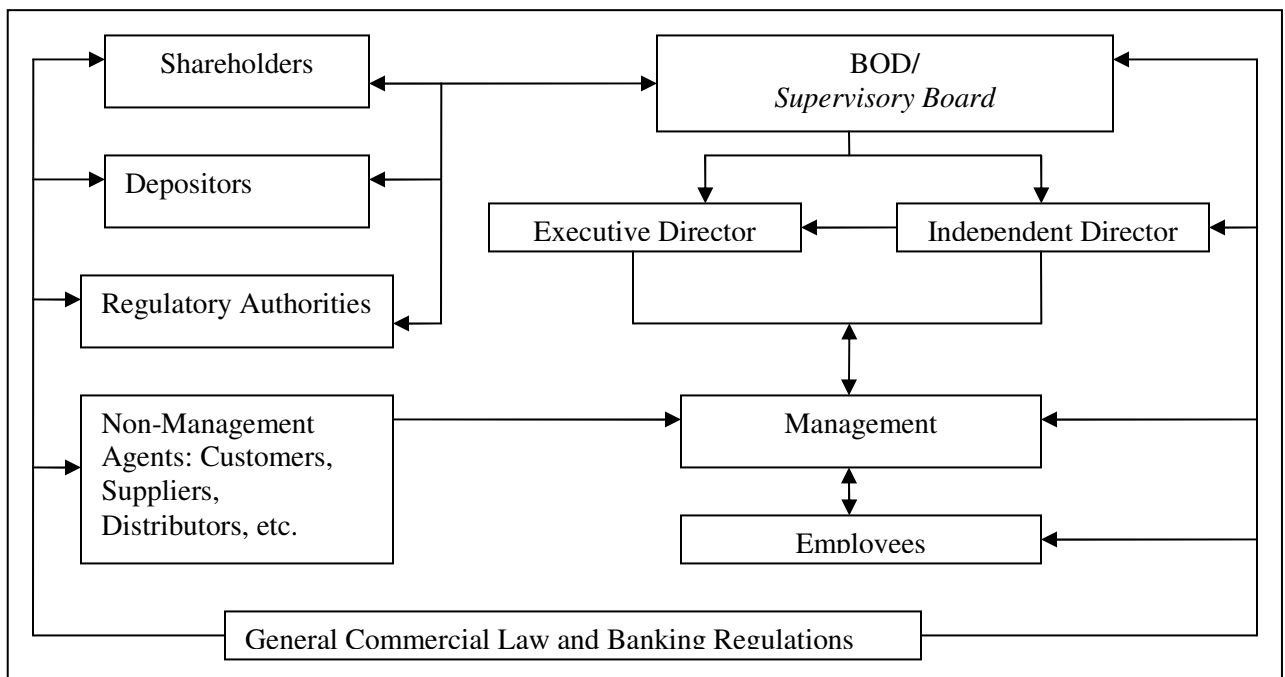 Shareholders
BOD/
Supervisory Board
Depositors
Executive Director
Independent Director
Regulatory Authorities
Non-Management
Agents: Customers,
Suppliers,
Distributors, etc.
Management
Employees
General Commercial Law and Banking Regulations